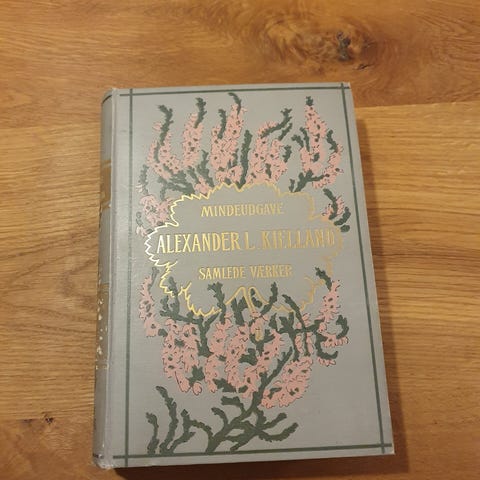 MINDEUDGAVE
ALEXANDER L. KIELLAND
SAMLEDE VÆRKER